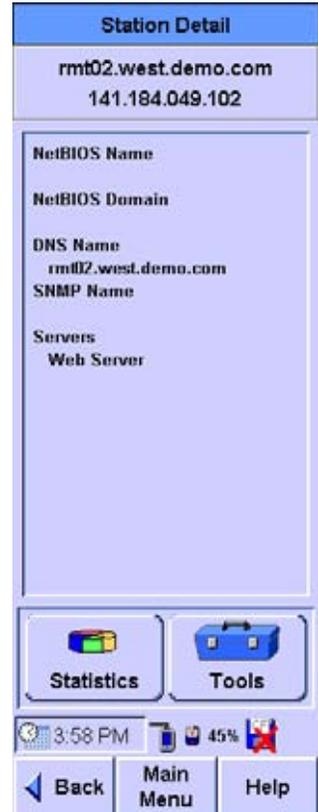 Station Detail
rmt02.west.demo.com
141.184.049.102
NetBIOS Name
NetBIOS Domain
DNS Name
rmt02.west.demo.com
SNMP Name
Servers
Web Server
Statistics
Tools
3:58 PM
45%
Back
Main
Menu
Help